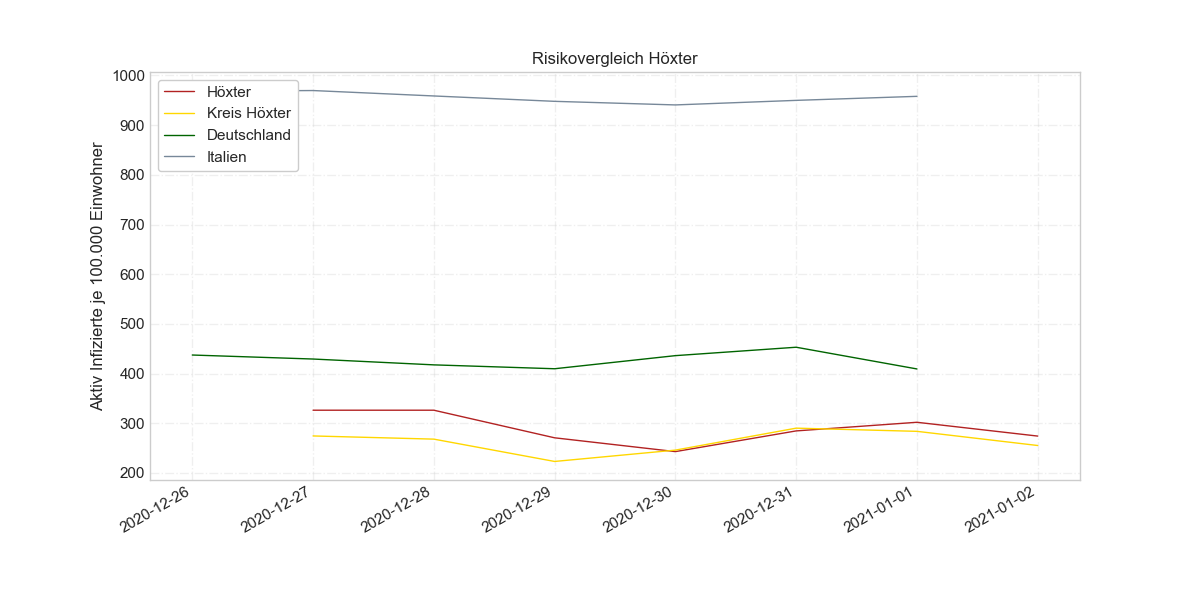 Risikovergleich Höxter
Aktiv Infizierte je 100.000 Einwohner
1000
900
800
700
600
500
400
300
200
Höxter
Kreis Höxter
Deutschland
Italien
2020-12-26
2020-12-27
2020-12-28
2020-12-29
2020-12-30
2020-12-31
2021-01-01
2021-01-02